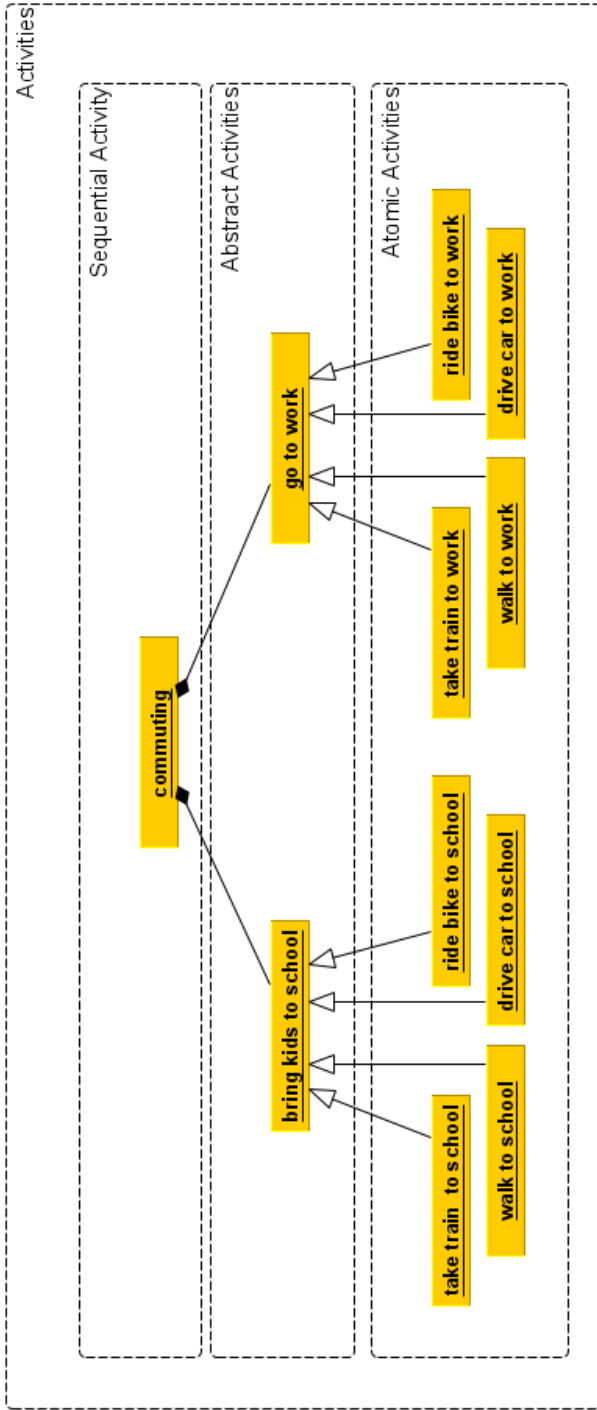 Activities
Sequential Activity
commuting
Abstract Activities
bring kids to school
go to work
Atomic Activities
take train to school
ride bike to school
take train to work
ride bike to work
walk to school
drive car to school
walk to work
drive car to work